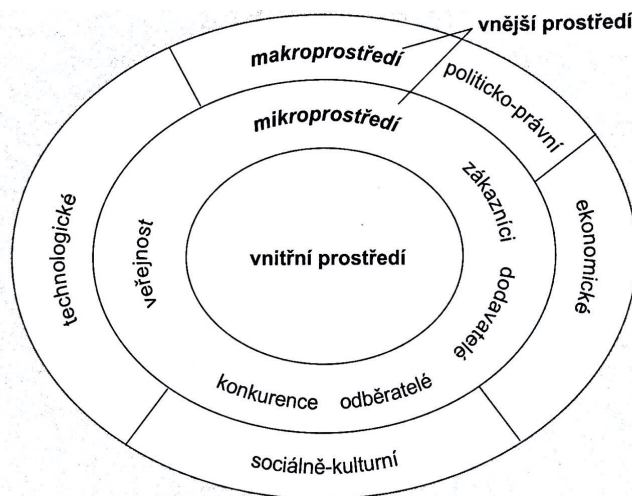 vnější prostředí
makroprostředí
politicko-právní
mikroprostředí
zákazníci
ekonomické
technologické
veřejnost
vnitřní prostředí
dodavatelé
konkurence odběratelé
sociálně-kulturní